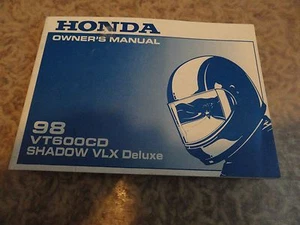 HONDA
OWNER'S MANUAL
98
VT600CD
SHADOW VLX Deluxe